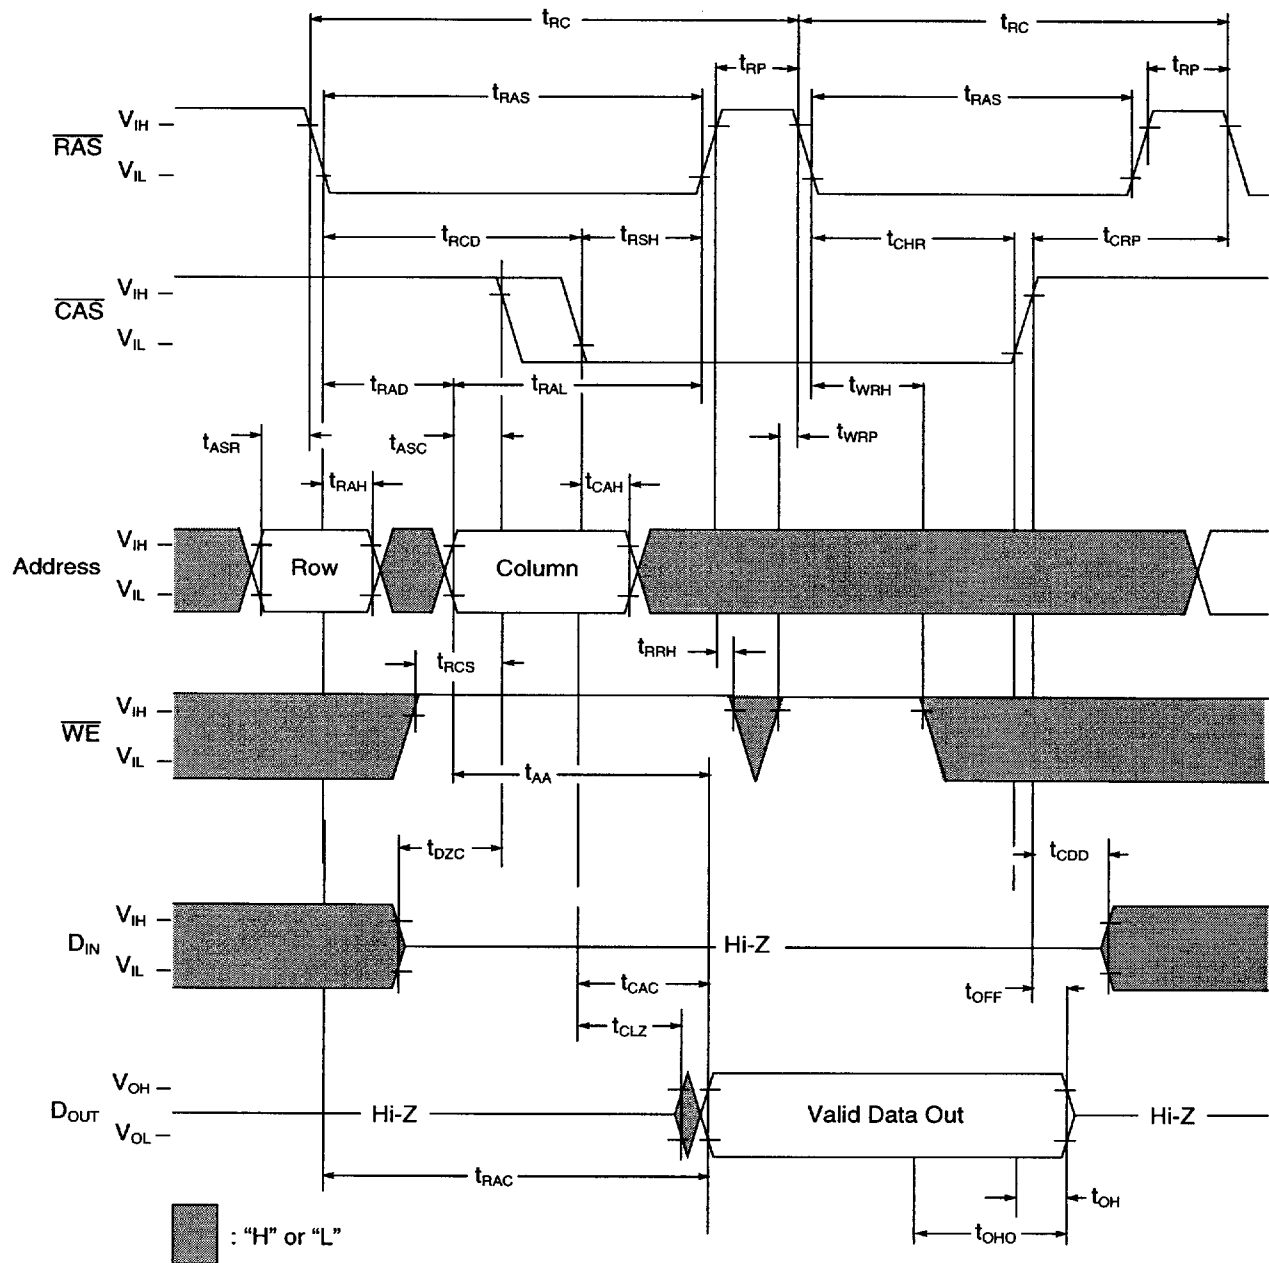 tRC tRC
tRP tRP
tRAS tRAS
RAS VIH
VIL
tRCD tRSH tCHR tCRP
CAS VIH
VIL
tRAD tRAL tWRH
tASR tASC tWRP
tRAH tCAH
Address VIH
VIL
Row Column
tRRH
tRCS
WE VIH
VIL
tAA
tDZC tCDD
DIN VIH
VIL
Hi-Z
tCAC tOFF
tCLZ
DOUT VOH
VOL
Hi-Z Valid Data Out Hi-Z
tRAC tOH
tOHO
: “H” or “L”